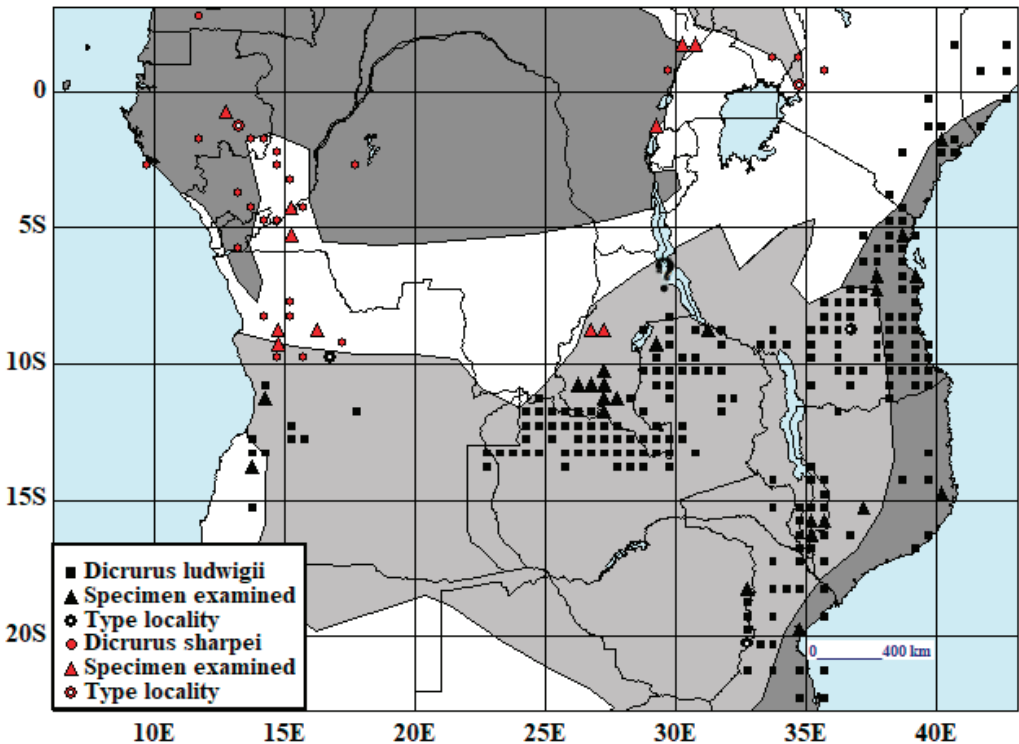 0
5S
10S
15S
20S
?
Dicrurus ludwigii
Specimen examined
Type locality
Dicrurus sharpei
Specimen examined
Type locality
0 400 km
10E 15E 20E 25E 30E 35E 40E